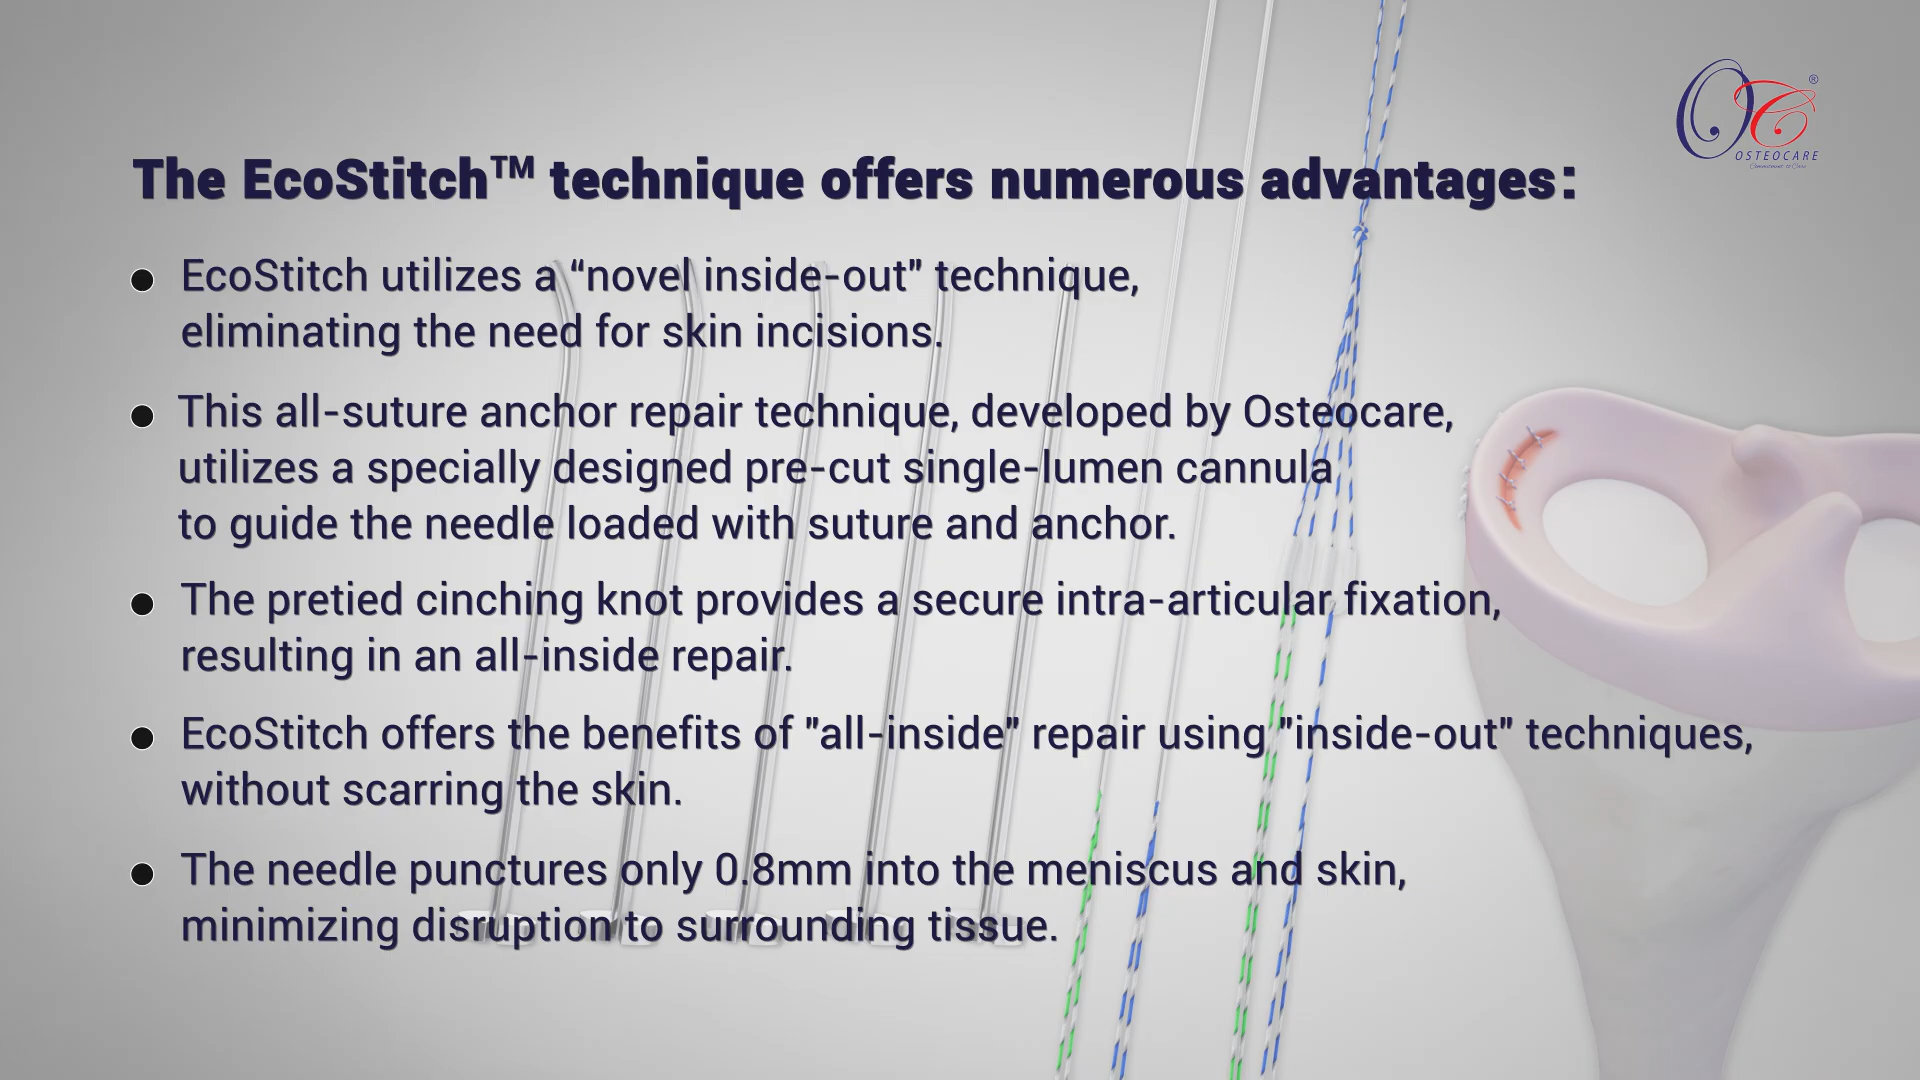 OSTEOCARE
Commitment to Care
The EcoStitch™ technique offers numerous advantages:
● EcoStitch utilizes a “novel inside-out" technique,
eliminating the need for skin incisions.
● This all-suture anchor repair technique, developed by Osteocare,
utilizes a specially designed pre-cut single-lumen cannula
to guide the needle loaded with suture and anchor.
● The pretied cinching knot provides a secure intra-articular fixation,
resulting in an all-inside repair.
● EcoStitch offers the benefits of "all-inside" repair using "inside-out" techniques,
without scarring the skin.
● The needle punctures only 0.8mm into the meniscus and skin,
minimizing disruption to surrounding tissue.